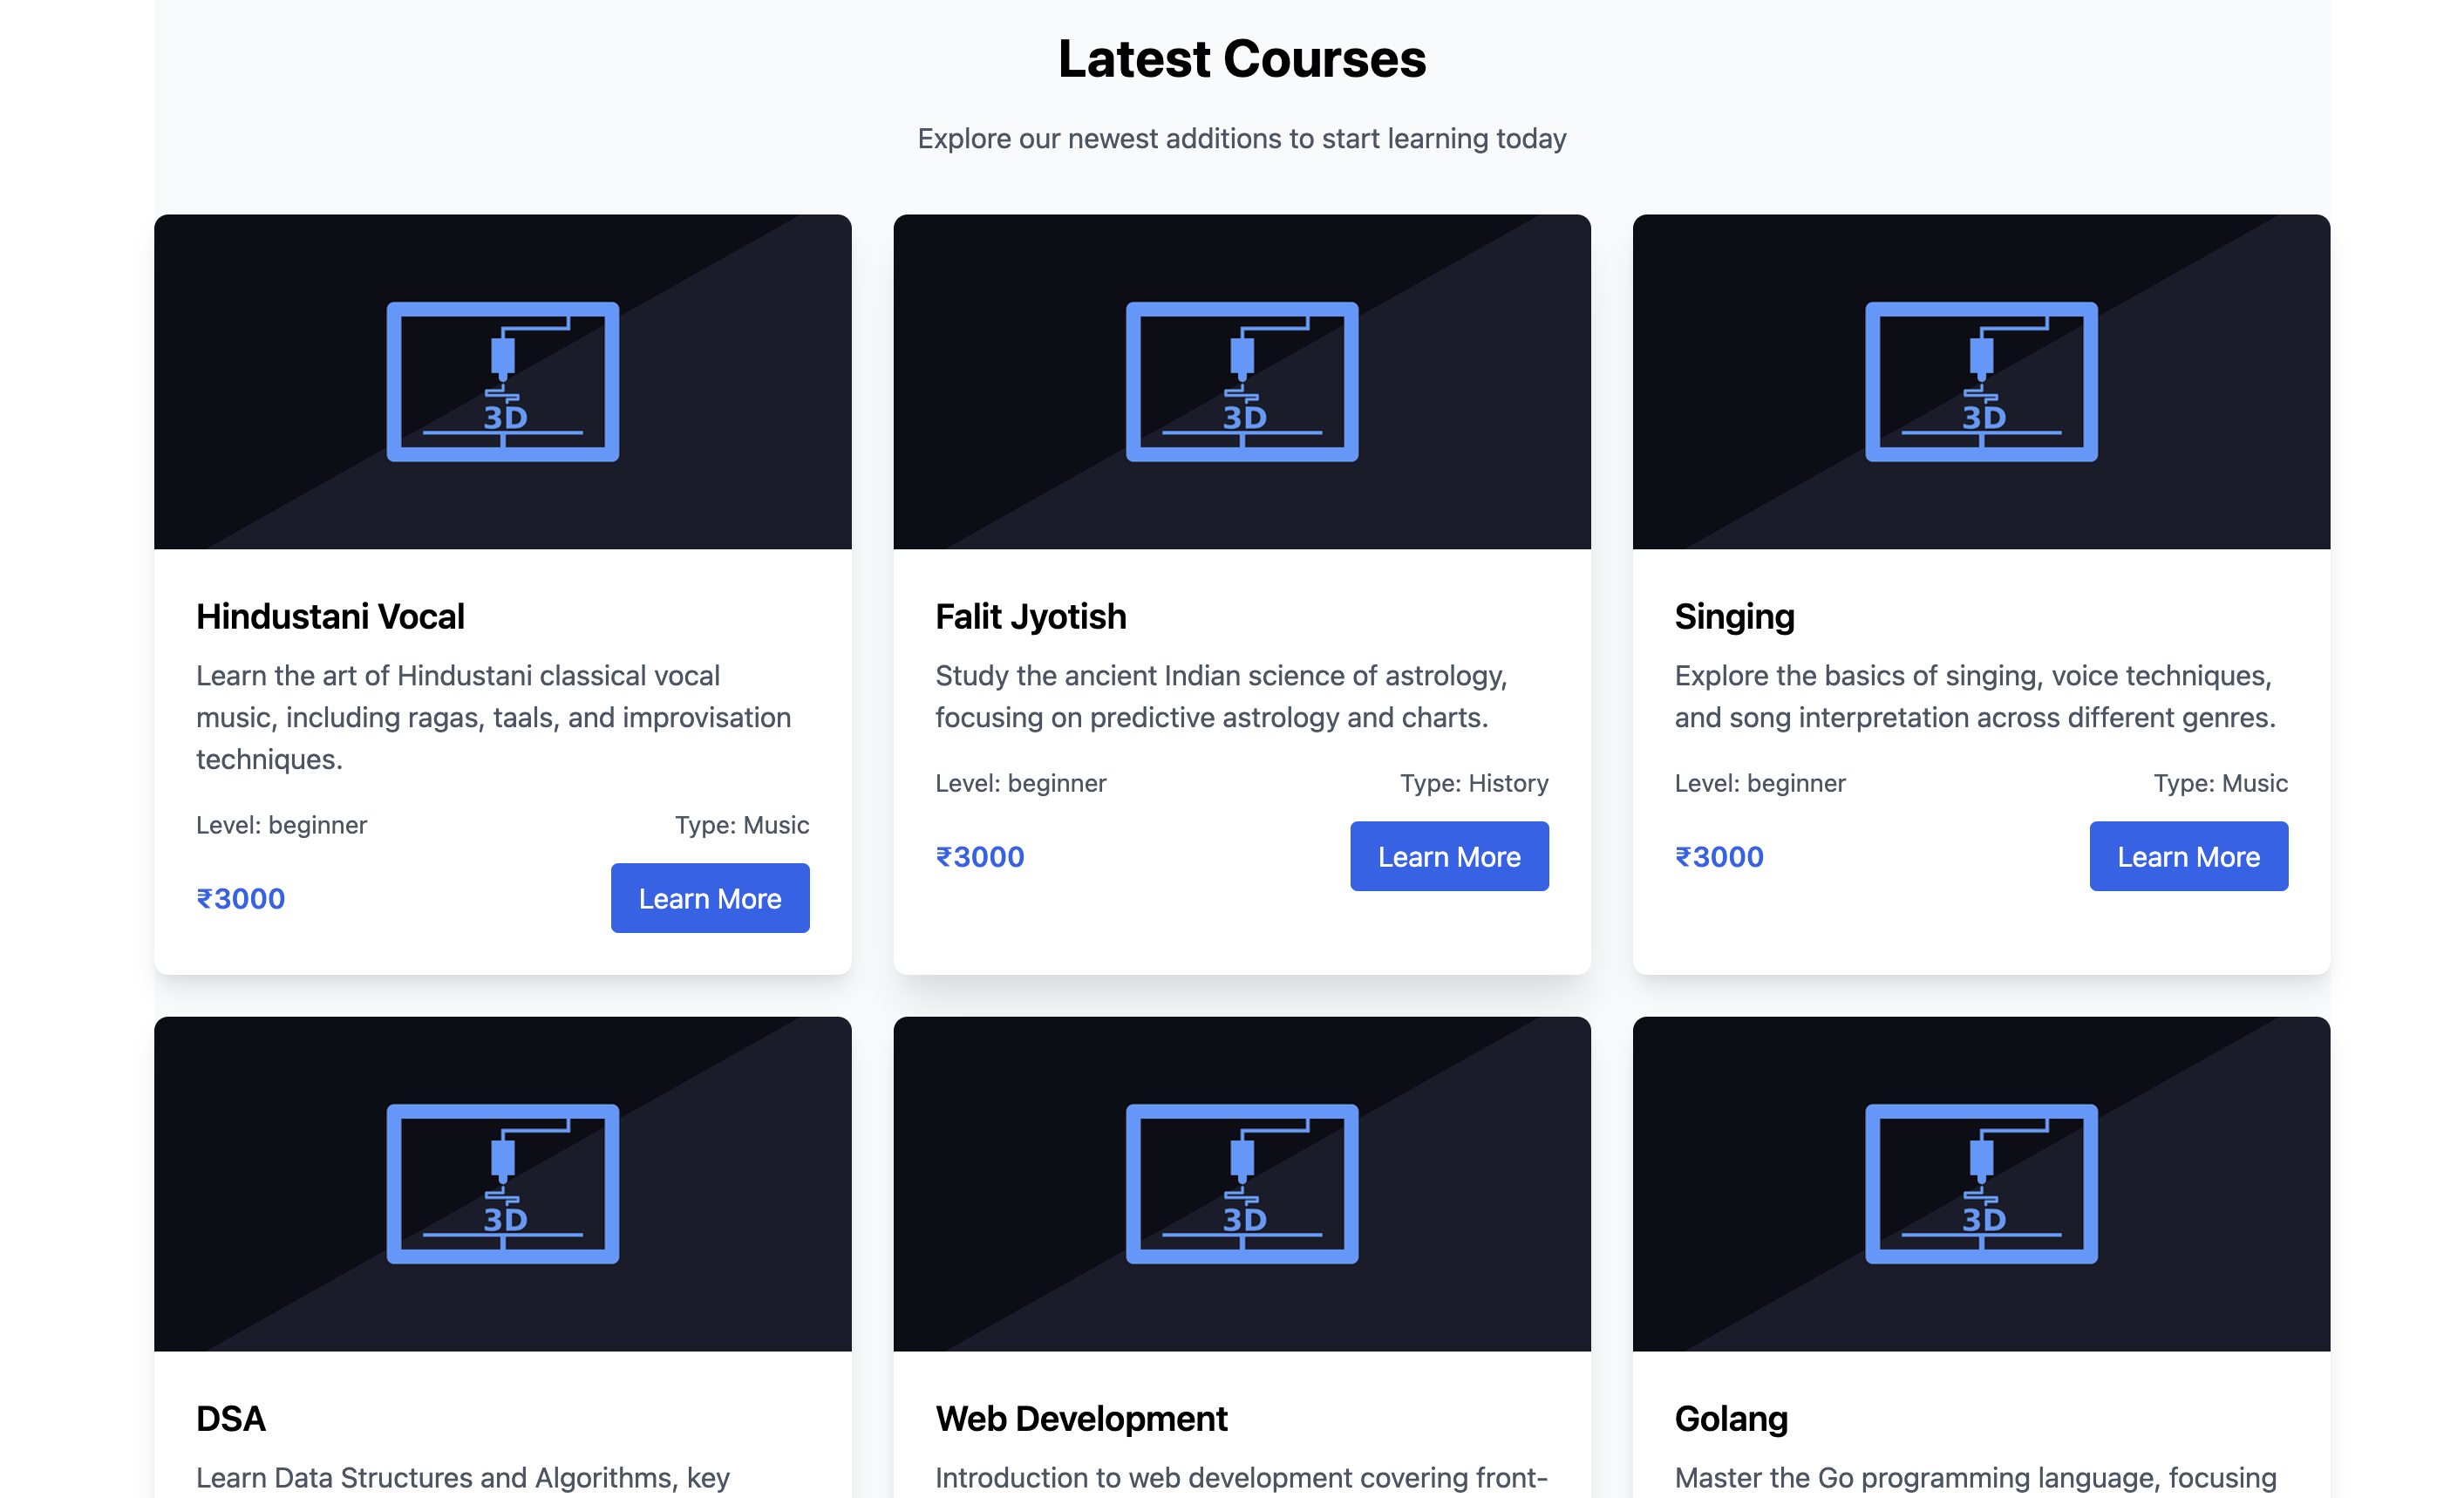 Latest Courses
Explore our newest additions to start learning today
3D
3D
3D
Hindustani Vocal
Learn the art of Hindustani classical vocal
music, including ragas, taals, and improvisation
techniques.
Level: beginner
Type: Music
₹3000
Learn More
Falit Jyotish
Study the ancient Indian science of astrology,
focusing on predictive astrology and charts.
Level: beginner
Type: History
₹3000
Learn More
Singing
Explore the basics of singing, voice techniques,
and song interpretation across different genres.
Level: beginner
Type: Music
₹3000
Learn More
3D
3D
3D
DSA
Learn Data Structures and Algorithms, key
Web Development
Introduction to web development covering front-
Golang
Master the Go programming language, focusing